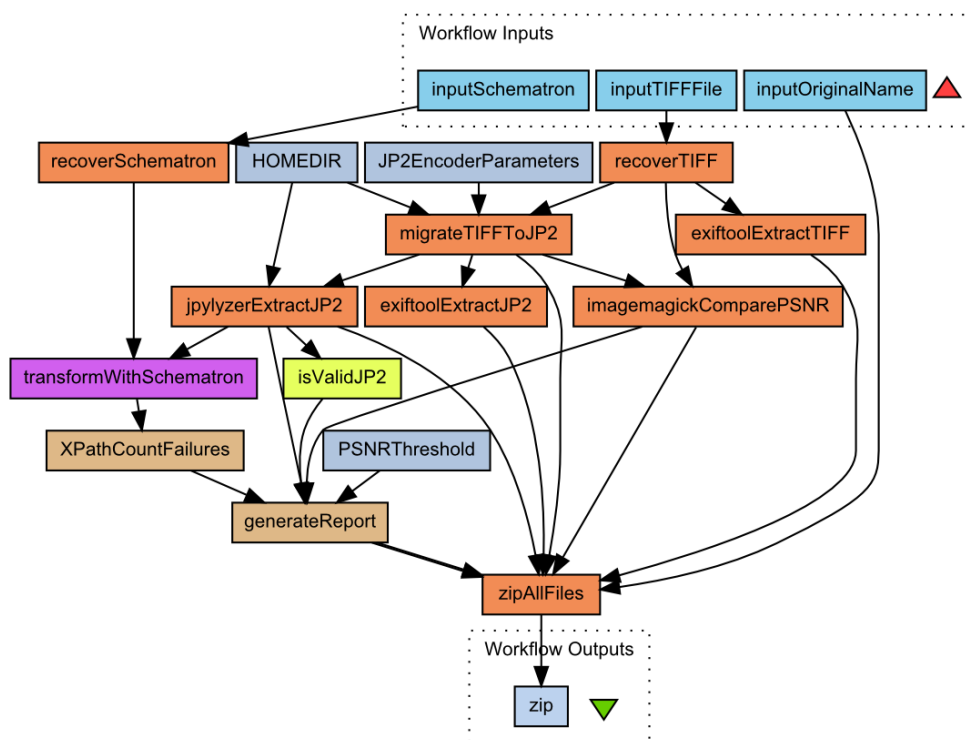 Workflow Inputs
inputSchematron
inputTIFFFile
inputOriginalName
recoverSchematron
HOMEDIR
JP2EncoderParameters
recoverTIFF
migrateTIFFToJP2
exiftoolExtractTIFF
jpylyzerExtractJP2
exiftoolExtractJP2
imagemagickComparePSNR
transformWithSchematron
isValidJP2
XPathCountFailures
PSNRThreshold
generateReport
zipAllFiles
Workflow Outputs
zip